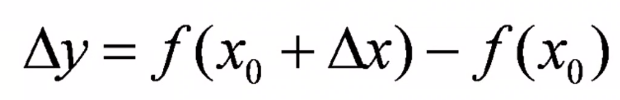 Δy = f(x₀ + Δx) − f(x₀)